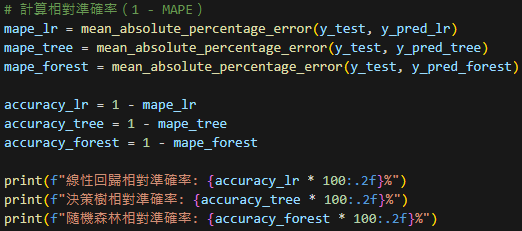 # 計算相對準確率（1 - MAPE）
mape_lr = mean_absolute_percentage_error(y_test, y_pred_lr)
mape_tree = mean_absolute_percentage_error(y_test, y_pred_tree)
mape_forest = mean_absolute_percentage_error(y_test, y_pred_forest)
accuracy_lr = 1 - mape_lr
accuracy_tree = 1 - mape_tree
accuracy_forest = 1 - mape_forest
print(f"線性回歸相對準確率: {accuracy_lr * 100:.2f}%")
print(f"決策樹相對準確率: {accuracy_tree * 100:.2f}%")
print(f"隨機森林相對準確率: {accuracy_forest * 100:.2f}%")